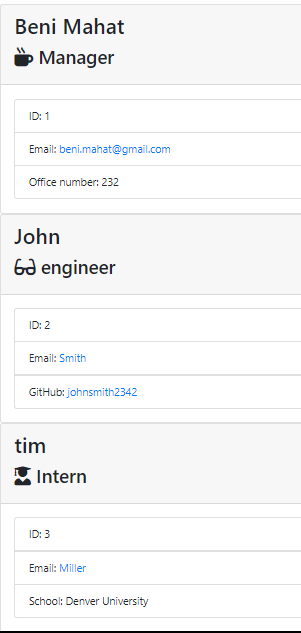 Beni Mahat
Manager
ID: 1
Email: beni.mahat@gmail.com
Office number: 232
John
engineer
ID: 2
Email: Smith
GitHub: johnsmith2342
tim
Intern
ID: 3
Email: Miller
School: Denver University